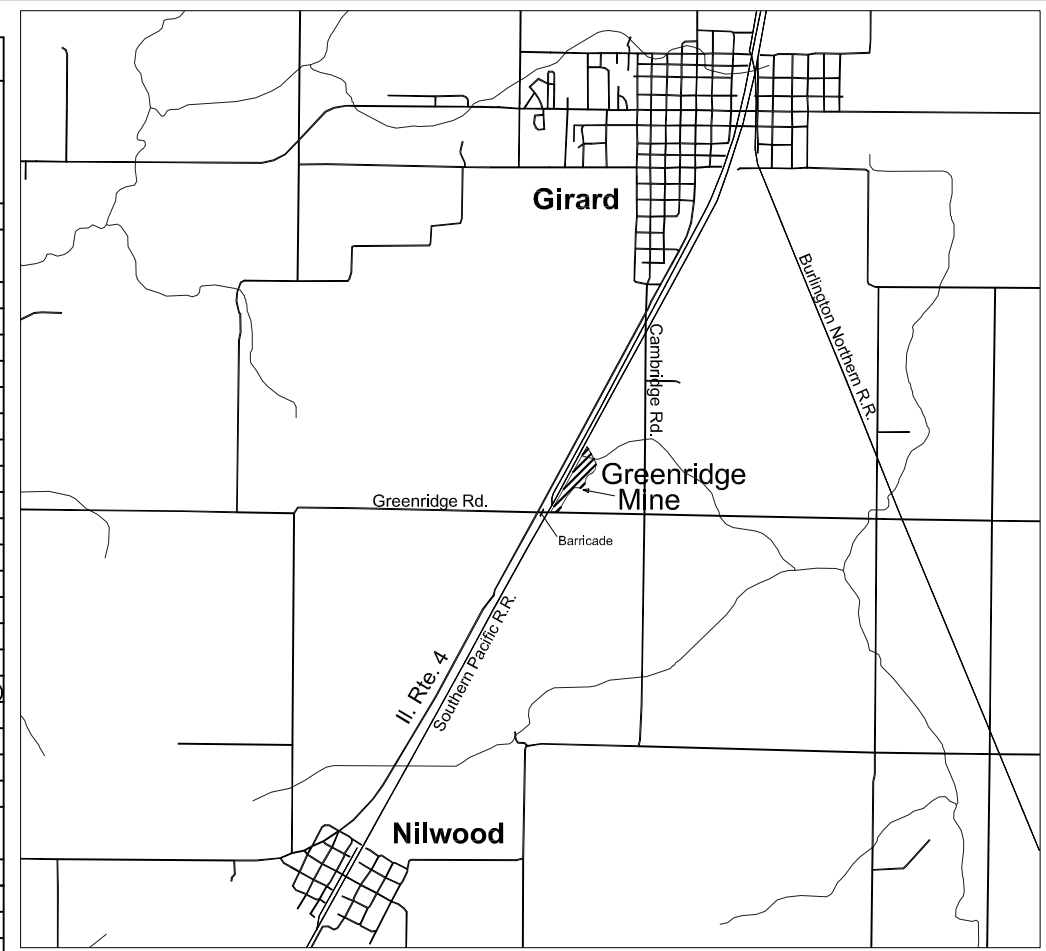 Girard
Burlington Northern R.R.
Cambridge Rd.
Greenridge
Mine
Greenridge Rd.
Barricade
Il. Rte. 4
Southern Pacific R.R.
Nilwood